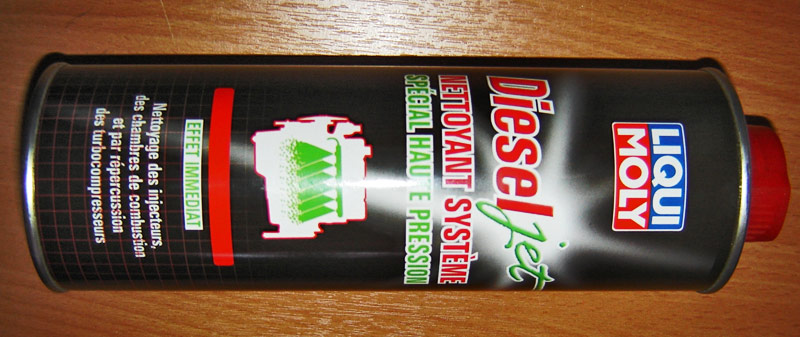 LIQUI
MOLY
Diesel jet
NETTOYANT SYSTÈME
SPÉCIAL HAUTE PRESSION
EFFET IMMÉDIAT
Nettoyage des injecteurs,
des chambres de combustion
et par répercussion
des turbocompresseurs